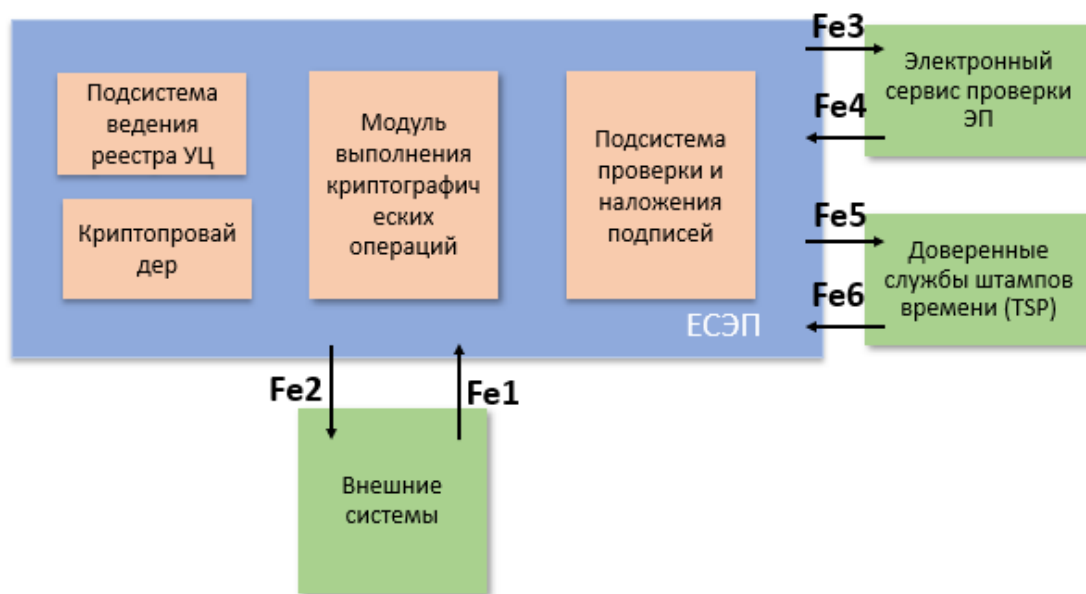 Подсистема
ведения
реестра УЦ
Криптопровай
дер
Модуль
выполнения
криптографич
еских
операций
Подсистема
проверки и
наложения
подписей
ЕСЭП
Fe3
Fe4
Электронный
сервис проверки
ЭП
Fe5
Fe6
Доверенные
службы штампов
времени (TSP)
Fe2
Fe1
Внешние
системы